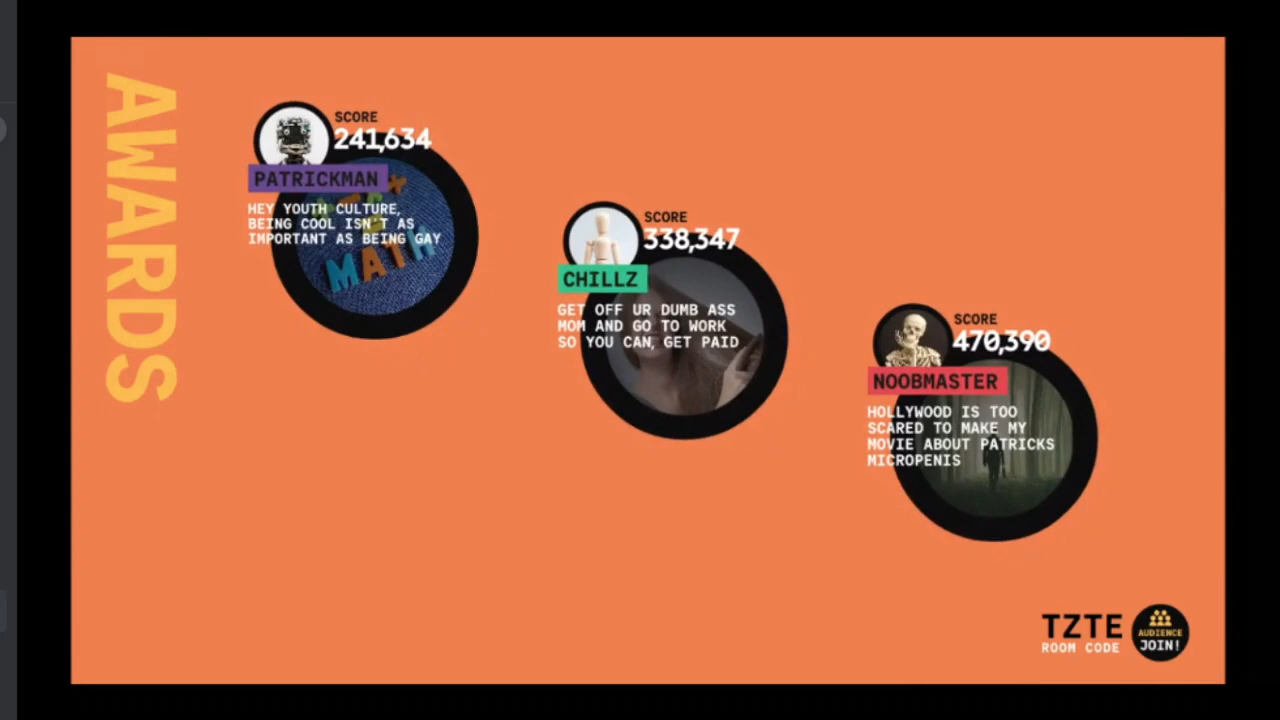 AWARDS
SCORE
241,634
PATRICKMAN
HEY YOUTH CULTURE,
BEING COOL ISN'T AS
IMPORTANT AS BEING GAY
MATH
SCORE
338,347
CHILLZ
GET OFF UR DUMB ASS
MOM AND GO TO WORK
SO YOU CAN, GET PAID
SCORE
470,390
NOOBMASTER
HOLLYWOOD IS TOO
SCARED TO MAKE MY
MOVIE ABOUT PATRICKS
MICROPENIS
TZTE
ROOM CODE
AUDIENCE
JOIN!